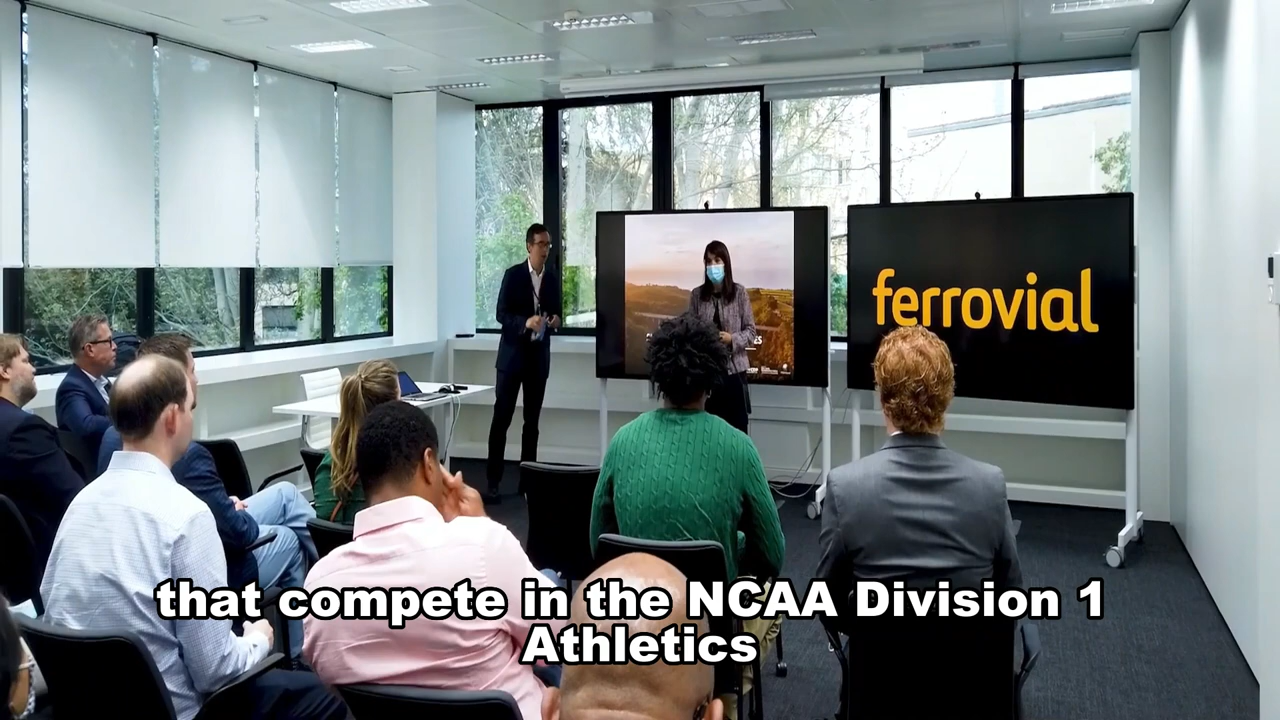 ferrovial
that compete in the NCAA Division 1
Athletics